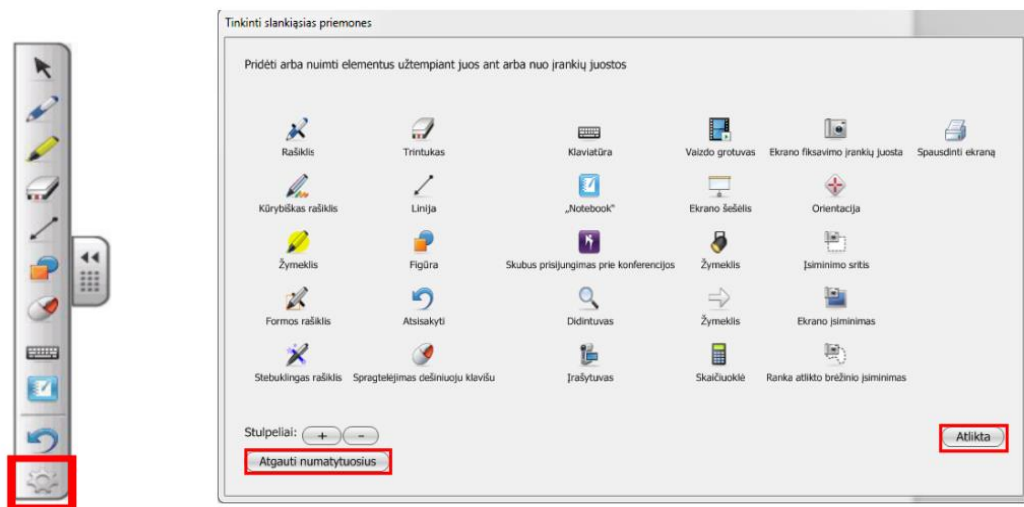 Tinkinti slankiąsias priemones
Pridėti arba nuimti elementus užtempiant juos ant arba nuo įrankių juostos
Rašiklis Trintukas Klaviatūra Vaizdo grotuvas Ekrano fiksavimo įrankių juosta Spausdinti ekraną
Kūrybiškas rašiklis Linija „Notebook“ Ekrano šešėlis Orientacija
Žymeklis Figūra Skubus prisijungimas prie konferencijos Žymeklis Įsiminimo sritis
Formos rašiklis Atsisakyti Didintuvas Žymeklis Ekrano įsiminimas
Stebuklingas rašiklis Spragtelėjimas dešiniuoju klavišu Įrašytuvas Skaičiuoklė Ranka atlikto brėžinio įsiminimas
Stulpeliai: + -
Atgauti numatytuosius
Atlikta